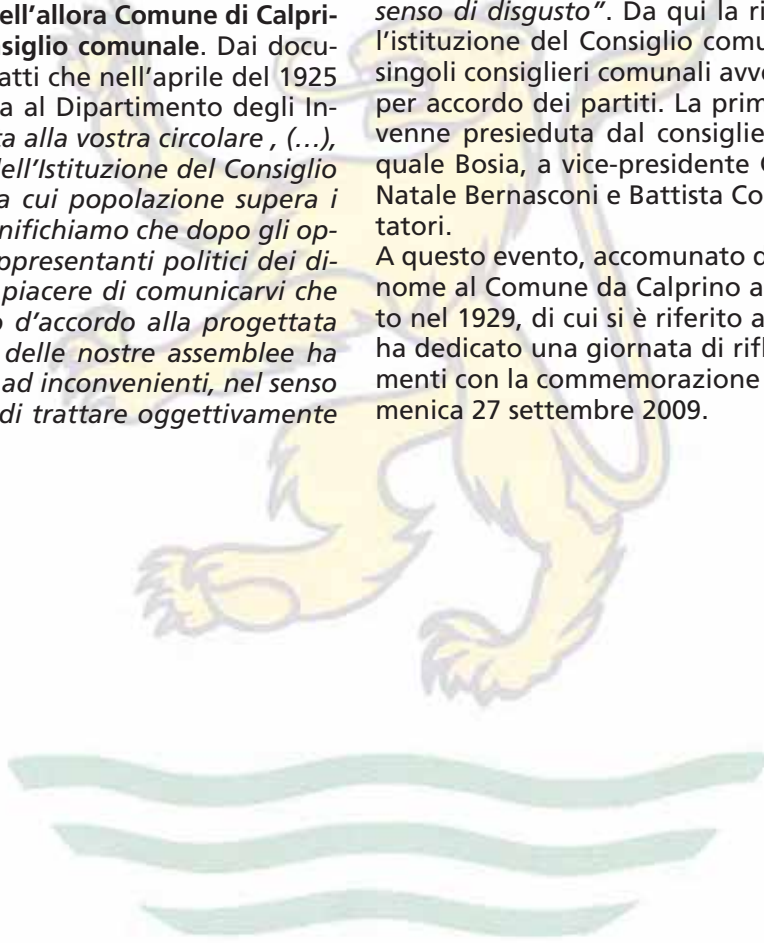 ell'allora Comune di Calpri-
siglio comunale. Dai docu-
atti che nell'aprile del 1925
a al Dipartimento degli In-
ta alla vostra circolare , (…),
dell'Istituzione del Consiglio
a cui popolazione supera i
nifichiamo che dopo gli op-
ppresentanti politici dei di-
piacere di comunicarvi che
o d'accordo alla progettata
delle nostre assemblee ha
ad inconvenienti, nel senso
di trattare oggettivamente
senso di disgusto”. Da qui la ri
l'istituzione del Consiglio comu
singoli consiglieri comunali avve
per accordo dei partiti. La prim
venne presieduta dal consiglie
quale Bosia, a vice-presidente
Natale Bernasconi e Battista Co
tatori.
A questo evento, accomunato
nome al Comune da Calprino a
to nel 1929, di cui si è riferito a
ha dedicato una giornata di rifl
menti con la commemorazione
menica 27 settembre 2009.